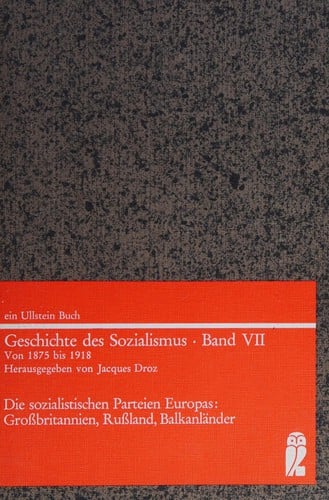 ein Ullstein Buch
Geschichte des Sozialismus · Band VII
Von 1875 bis 1918
Herausgegeben von Jacques Droz
Die sozialistischen Parteien Europas:
Großbritannien, Rußland, Balkanländer